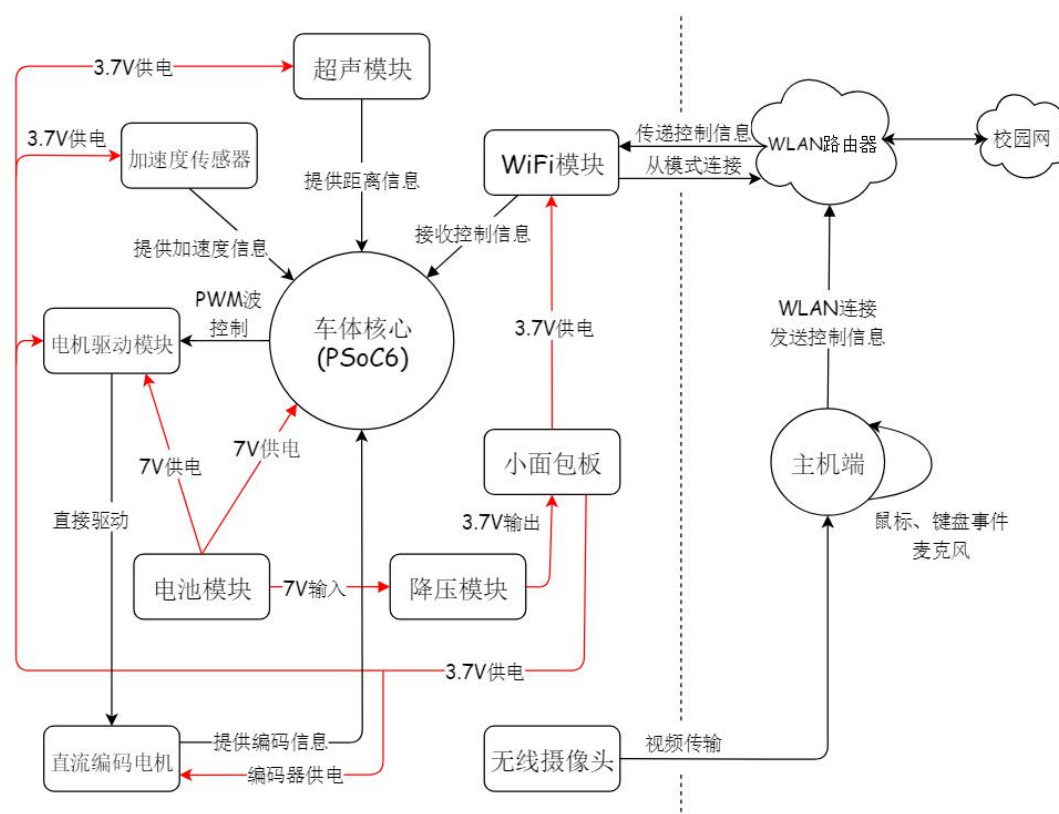 3.7V供电
超声模块
3.7V供电
加速度传感器
提供距离信息
提供加速度信息
WiFi模块
传递控制信息
从模式连接
WLAN路由器
校园网
接收控制信息
PWM波
控制
电机驱动模块
车体核心
(PSoC6)
3.7V供电
WLAN连接
发送控制信息
7V供电
7V供电
小面包板
主机端
直接驱动
3.7V输出
鼠标、键盘事件
麦克风
电池模块
7V输入
降压模块
3.7V供电
直流编码电机
提供编码信息
编码器供电
无线摄像头
视频传输